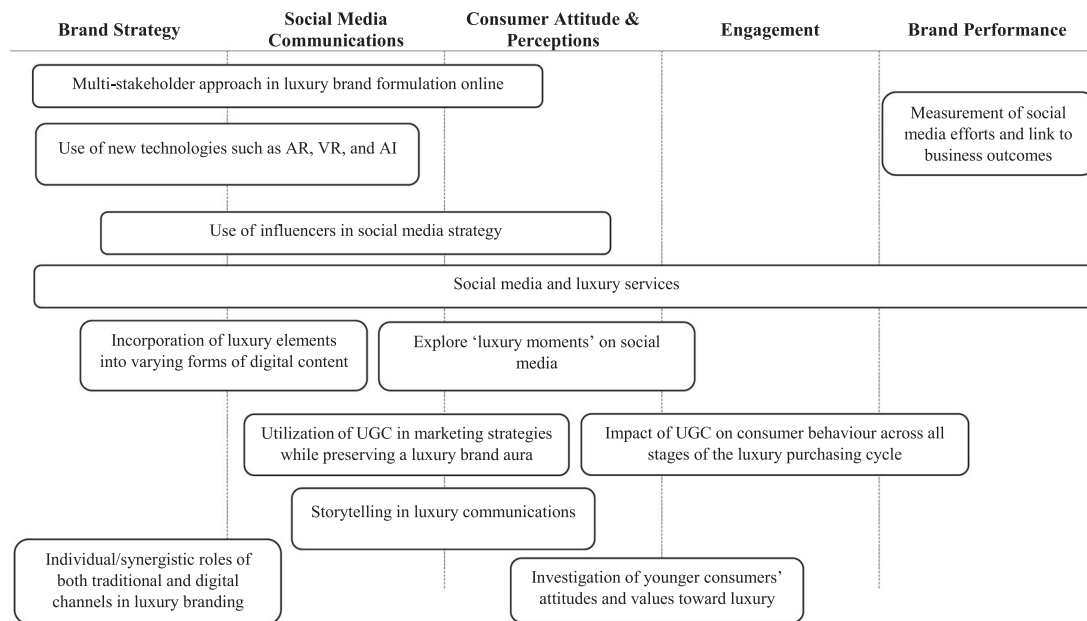 Brand Strategy
Social Media
Communications
Consumer Attitude &
Perceptions
Engagement
Brand Performance
Multi-stakeholder approach in luxury brand formulation online
Measurement of social
media efforts and link to
business outcomes
Use of new technologies such as AR, VR, and AI
Use of influencers in social media strategy
Social media and luxury services
Incorporation of luxury elements
into varying forms of digital content
Explore ‘luxury moments’ on social
media
Utilization of UGC in marketing strategies
while preserving a luxury brand aura
Impact of UGC on consumer behaviour across all
stages of the luxury purchasing cycle
Storytelling in luxury communications
Individual/synergistic roles of
both traditional and digital
channels in luxury branding
Investigation of younger consumers’
attitudes and values toward luxury